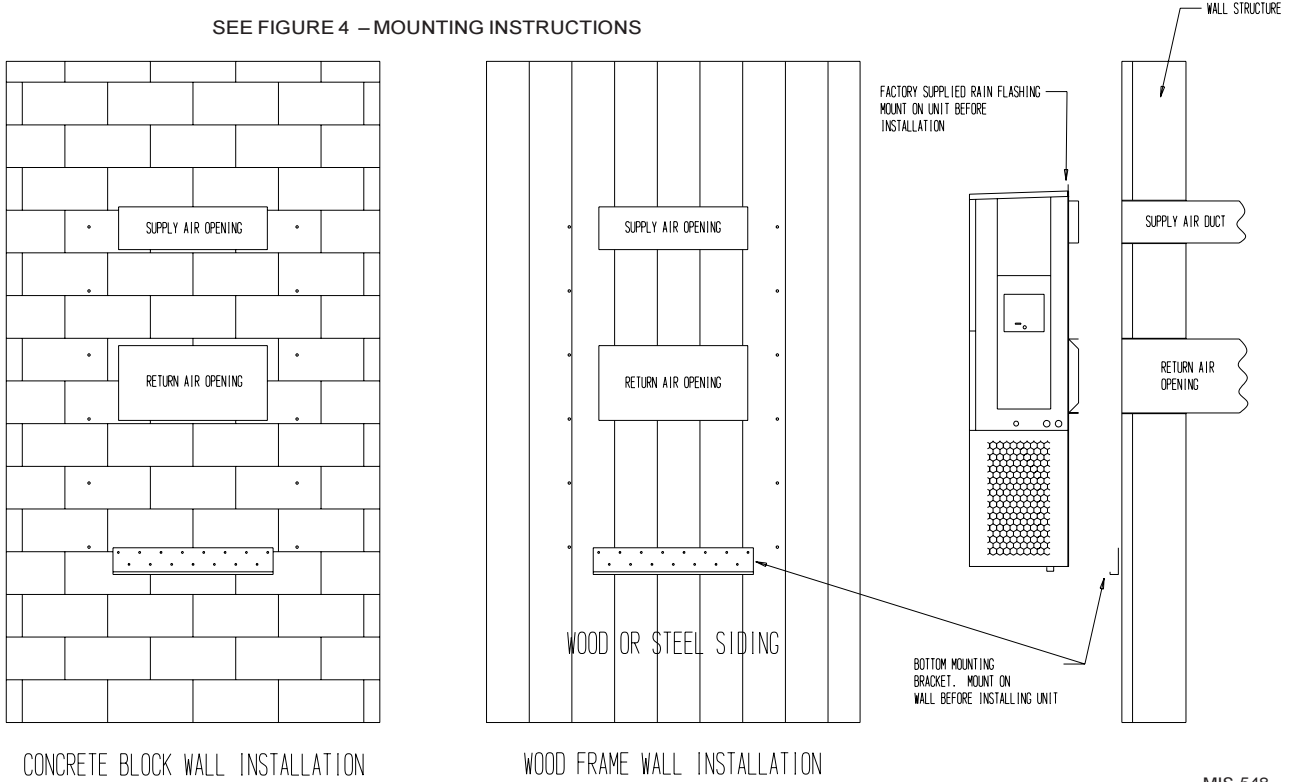 SEE FIGURE 4 – MOUNTING INSTRUCTIONS
WALL STRUCTURE
FACTORY SUPPLIED RAIN FLASHING
MOUNT ON UNIT BEFORE
INSTALLATION
SUPPLY AIR OPENING
SUPPLY AIR OPENING
SUPPLY AIR DUCT
RETURN AIR OPENING
RETURN AIR OPENING
RETURN AIR
OPENING
WOOD OR STEEL SIDING
BOTTOM MOUNTING
BRACKET. MOUNT ON
WALL BEFORE INSTALLING UNIT
CONCRETE BLOCK WALL INSTALLATION
WOOD FRAME WALL INSTALLATION
MIS-548